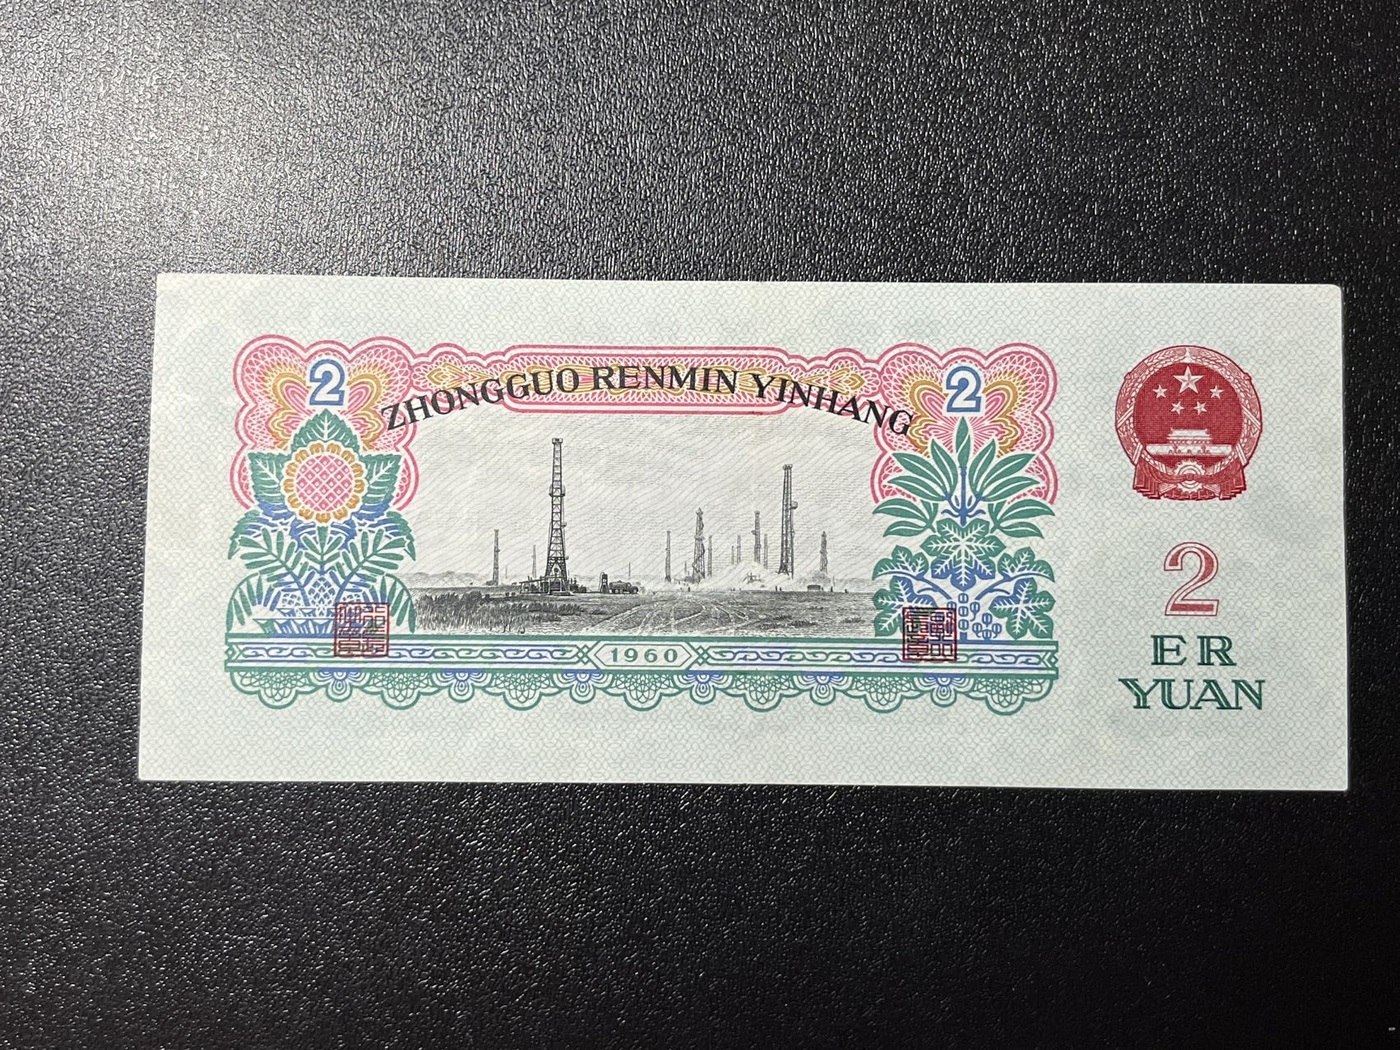 ZHONGGUO RENMIN YINHANG
2
2
1960
2
ER
YUAN